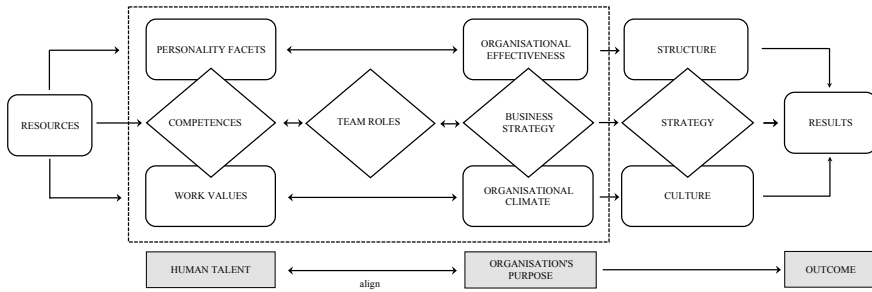 PERSONALITY FACETS
ORGANISATIONAL
EFFECTIVENESS
STRUCTURE
RESOURCES
COMPETENCES
TEAM ROLES
BUSINESS
STRATEGY
STRATEGY
RESULTS
WORK VALUES
ORGANISATIONAL
CLIMATE
CULTURE
HUMAN TALENT
align
ORGANISATION'S
PURPOSE
OUTCOME